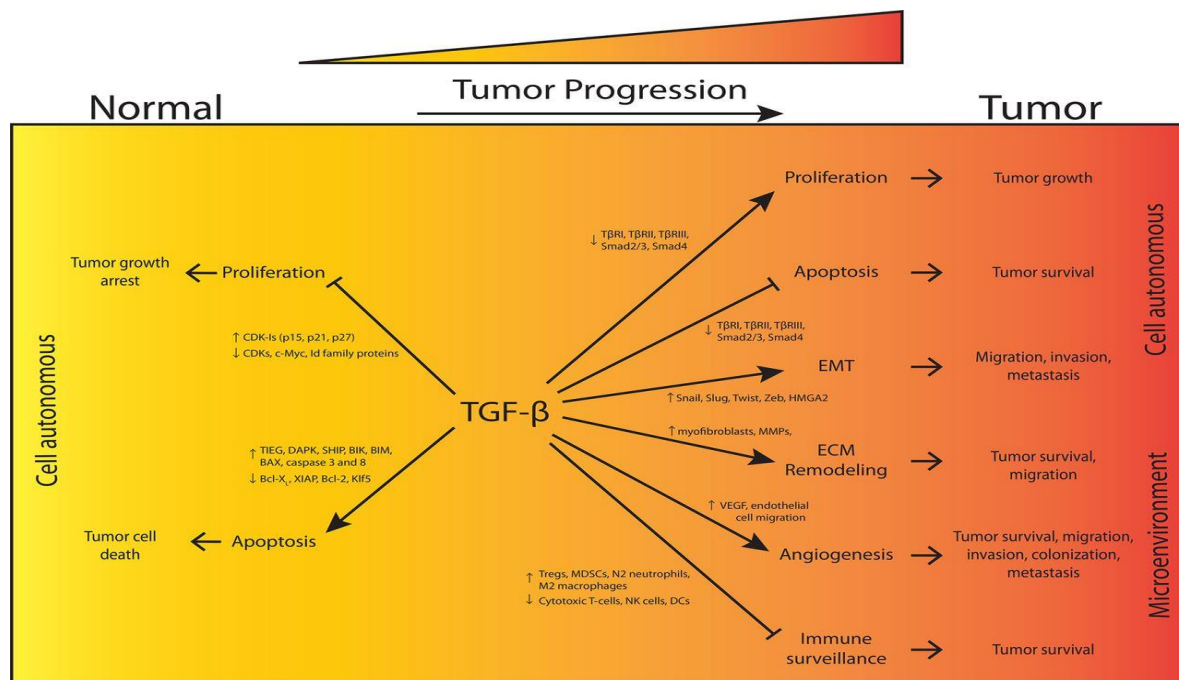 Tumor Progression
Normal
Tumor
Cell autonomous
Tumor growth
arrest
Proliferation
↑ CDK-Is (p15, p21, p27)
↓ CDKs, c-Myc, Id family proteins
TGF-β
↑ TIEG, DAPK, SHIP, BIK, BIM,
BAX, caspase 3 and 8
↓ Bcl-XL, XIAP, Bcl-2, Klf5
Tumor cell
death
Apoptosis
Proliferation
Tumor growth
↓ TβRI, TβRII, TβRIII,
Smad2/3, Smad4
Apoptosis
Tumor survival
↓ TβRI, TβRII, TβRIII,
Smad2/3, Smad4
EMT
Migration, invasion,
metastasis
↑ Snail, Slug, Twist, Zeb, HMGA2
↑ myofibroblasts, MMPs,
ECM
Remodeling
Tumor survival,
migration
↑ VEGF, endothelial
cell migration
Angiogenesis
Tumor survival, migration,
invasion, colonization,
metastasis
↑ Tregs, MDSCs, N2 neutrophils,
M2 macrophages
↓ Cytotoxic T-cells, NK cells, DCs
Immune
surveillance
Tumor survival
Cell autonomous
Microenvironment